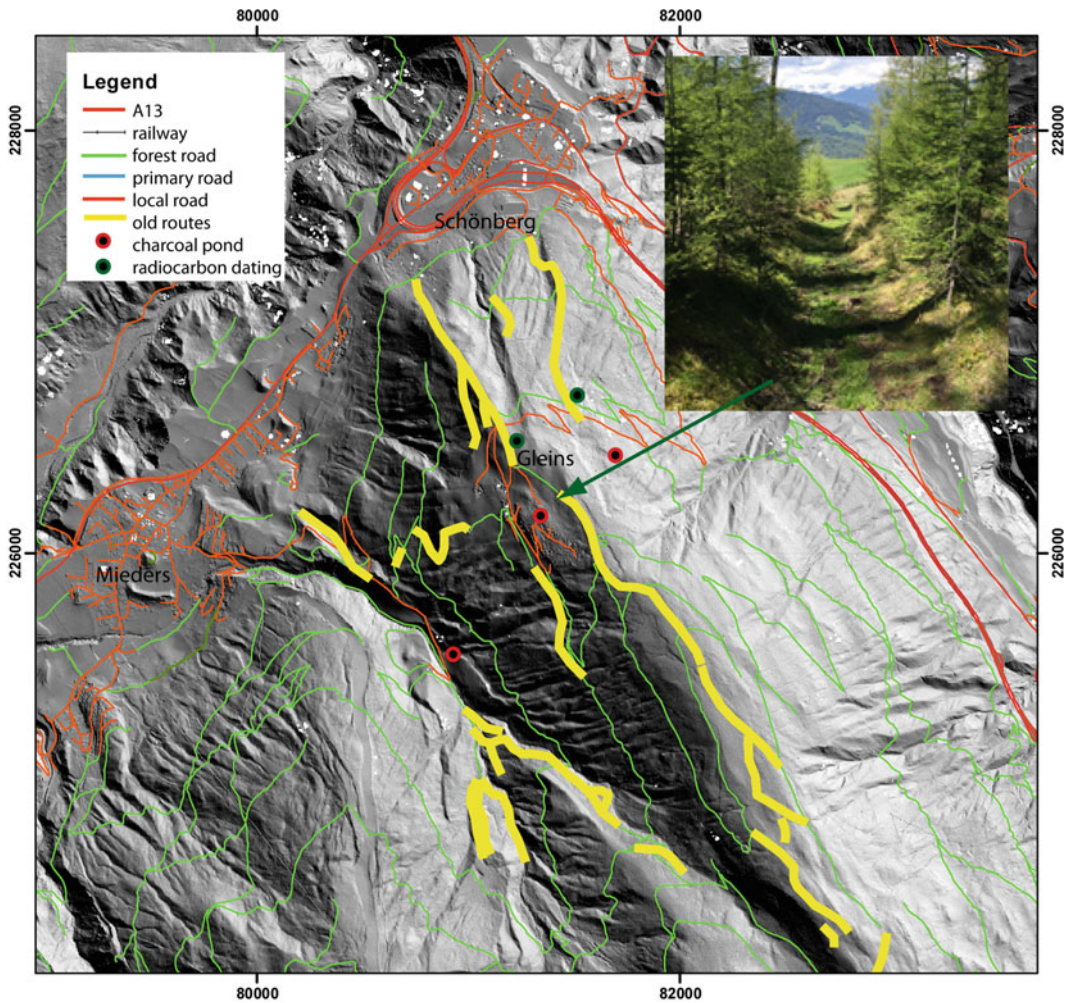 80000
82000
228000
228000
Legend
A13
railway
forest road
primary road
local road
old routes
charcoal pond
radiocarbon dating
Schönberg
Gleins
226000
226000
Mieders
80000
82000